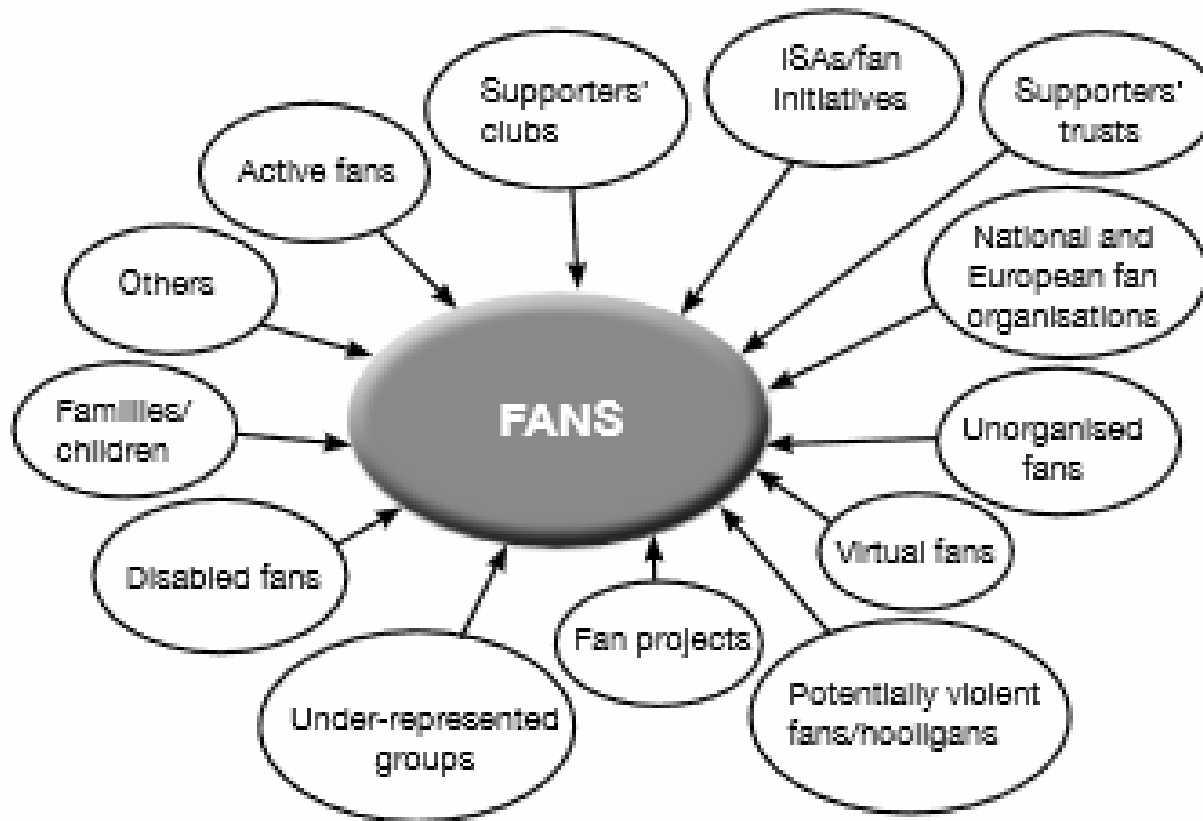 Supporters'
clubs
ISAs/fan
initiatives
Supporters'
trusts
Active fans
National and
European fan
organisations
Others
FANS
Families/
children
Unorganised
fans
Virtual fans
Disabled fans
Fan projects
Under-represented
groups
Potentially violent
fans/hooligans